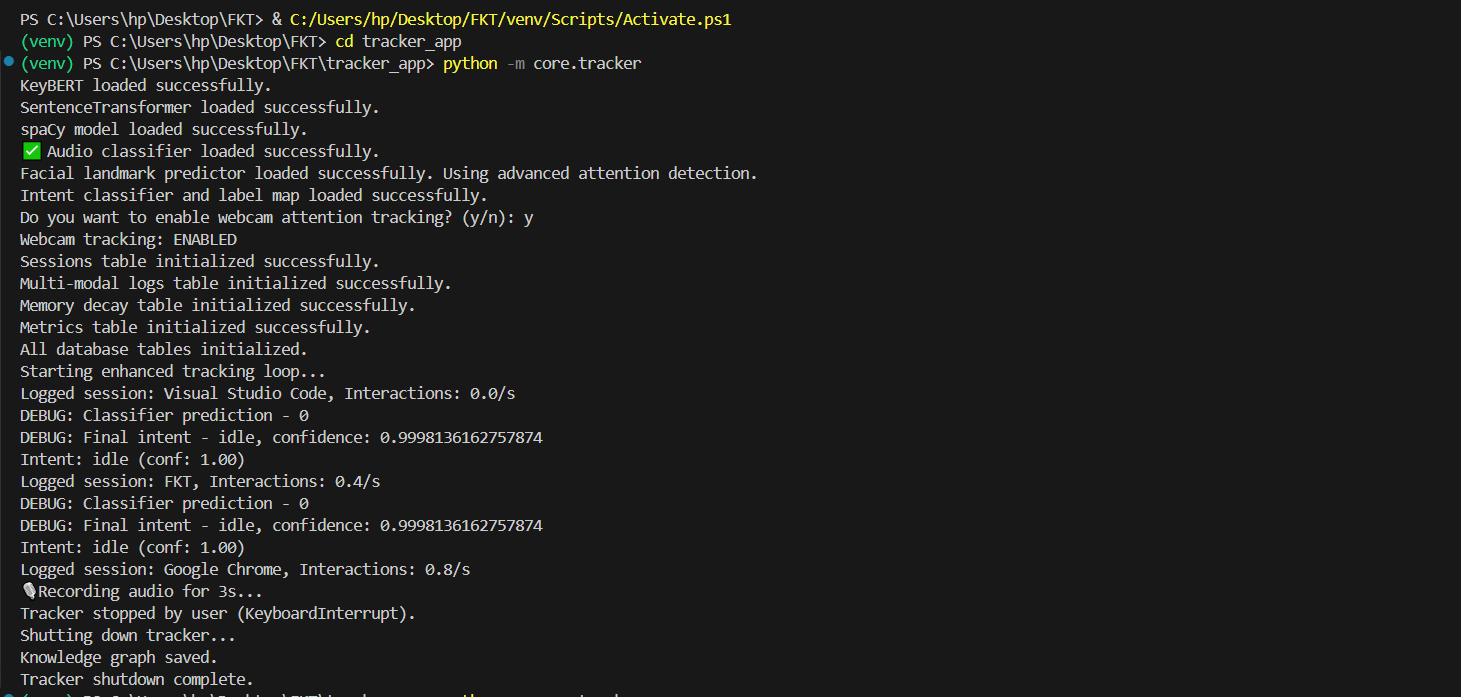 PS C:\Users\hp\Desktop\FKT> & C:/Users/hp/Desktop/FKT/venv/Scripts/Activate.ps1
(venv) PS C:\Users\hp\Desktop\FKT> cd tracker_app
(venv) PS C:\Users\hp\Desktop\FKT\tracker_app> python -m core.tracker
KeyBERT loaded successfully.
SentenceTransformer loaded successfully.
spaCy model loaded successfully.
✅ Audio classifier loaded successfully.
Facial landmark predictor loaded successfully. Using advanced attention detection.
Intent classifier and label map loaded successfully.
Do you want to enable webcam attention tracking? (y/n): y
Webcam tracking: ENABLED
Sessions table initialized successfully.
Multi-modal logs table initialized successfully.
Memory decay table initialized successfully.
Metrics table initialized successfully.
All database tables initialized.
Starting enhanced tracking loop...
Logged session: Visual Studio Code, Interactions: 0.0/s
DEBUG: Classifier prediction - 0
DEBUG: Final intent - idle, confidence: 0.9998136162757874
Intent: idle (conf: 1.00)
Logged session: FKT, Interactions: 0.4/s
DEBUG: Classifier prediction - 0
DEBUG: Final intent - idle, confidence: 0.9998136162757874
Intent: idle (conf: 1.00)
Logged session: Google Chrome, Interactions: 0.8/s
🎙Recording audio for 3s...
Tracker stopped by user (KeyboardInterrupt).
Shutting down tracker...
Knowledge graph saved.
Tracker shutdown complete.